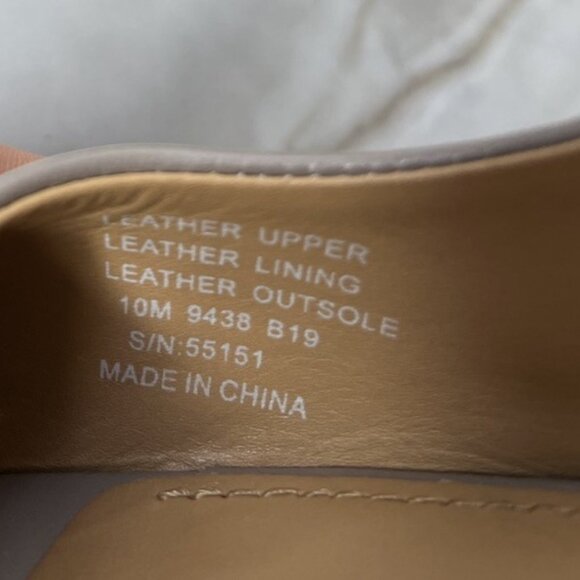 LEATHER UPPER
LEATHER LINING
LEATHER OUTSOLE
10M 9438 B19
S/N:55151
MADE IN CHINA